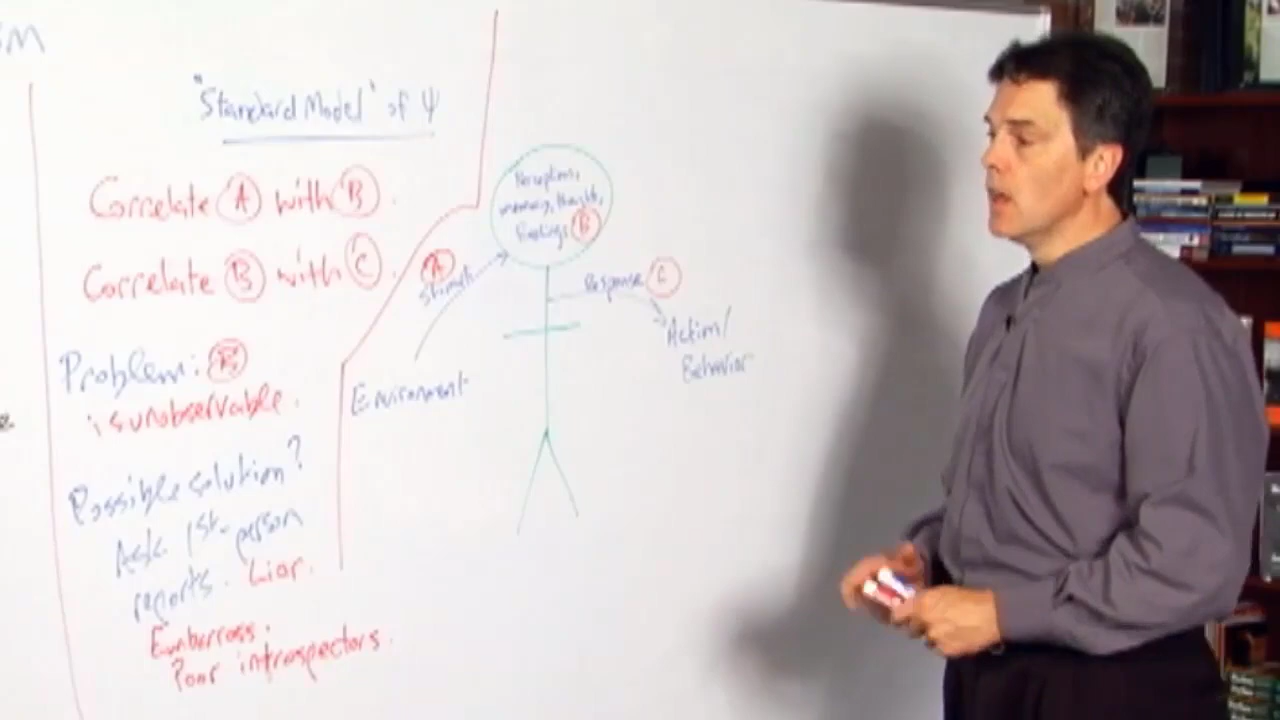 SM
"Standard Model" of Ψ
Correlate A with B.
Correlate B with C.
Problem: B
is unobservable.
Possible solution?
Ask 1st-person
reports. Liar.
Embarrass.
Poor introspectors.
Perception,
memory, thoughts,
feelings B
A
Stimuli
Response C
Action/
Behavior
Environment